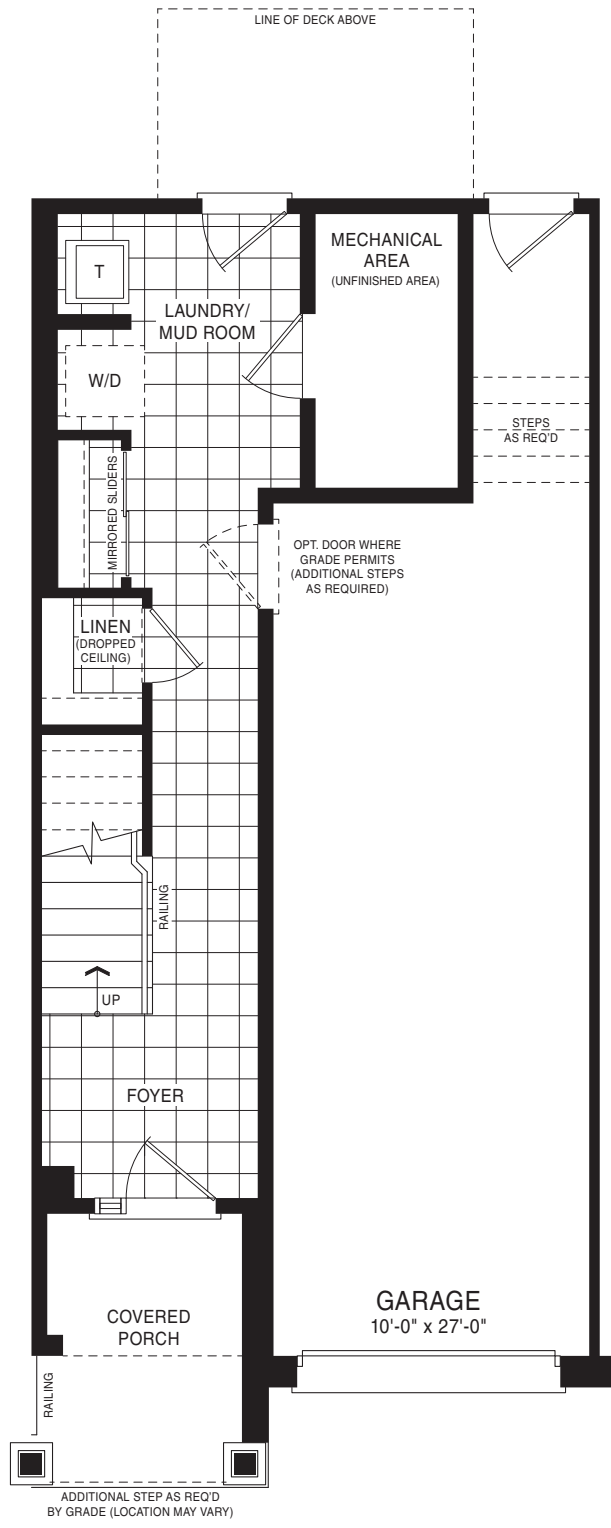 LINE OF DECK ABOVE
MECHANICAL
AREA
(UNFINISHED AREA)
T
LAUNDRY/
MUD ROOM
W/D
STEPS
AS REQ'D
MIRRORED SLIDERS
OPT. DOOR WHERE
GRADE PERMITS
(ADDITIONAL STEPS
AS REQUIRED)
LINEN
(DROPPED
CEILING)
RAILING
UP
FOYER
GARAGE
10'-0" x 27'-0"
COVERED
PORCH
RAILING
ADDITIONAL STEP AS REQ'D
BY GRADE (LOCATION MAY VARY)